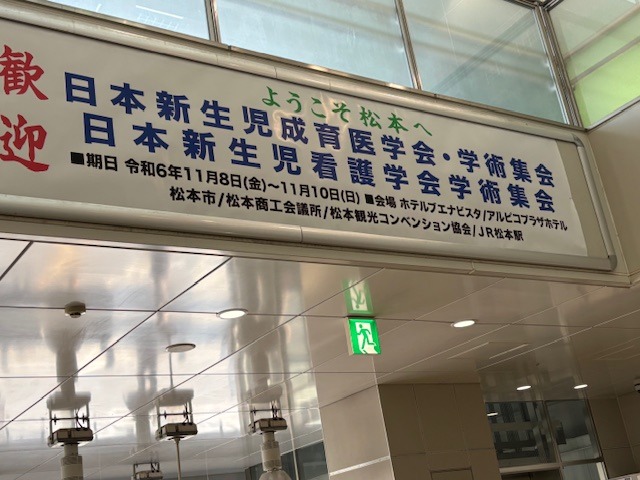 歓迎
ようこそ松本へ
日本新生児成育医学会・学術集会
日本新生児看護学会学術集会
■期日 令和6年11月8日(金)~11月10日(日) ■会場 ホテルブエナビスタ/アルピコプラザホテル
松本市/松本商工会議所/松本観光コンベンション協会/JR松本駅